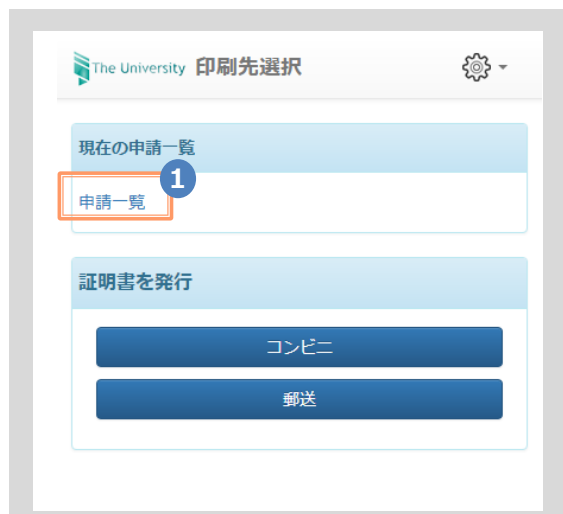 The University 印刷先選択
現在の申請一覧
1
申請一覧
証明書を発行
コンビニ
郵送